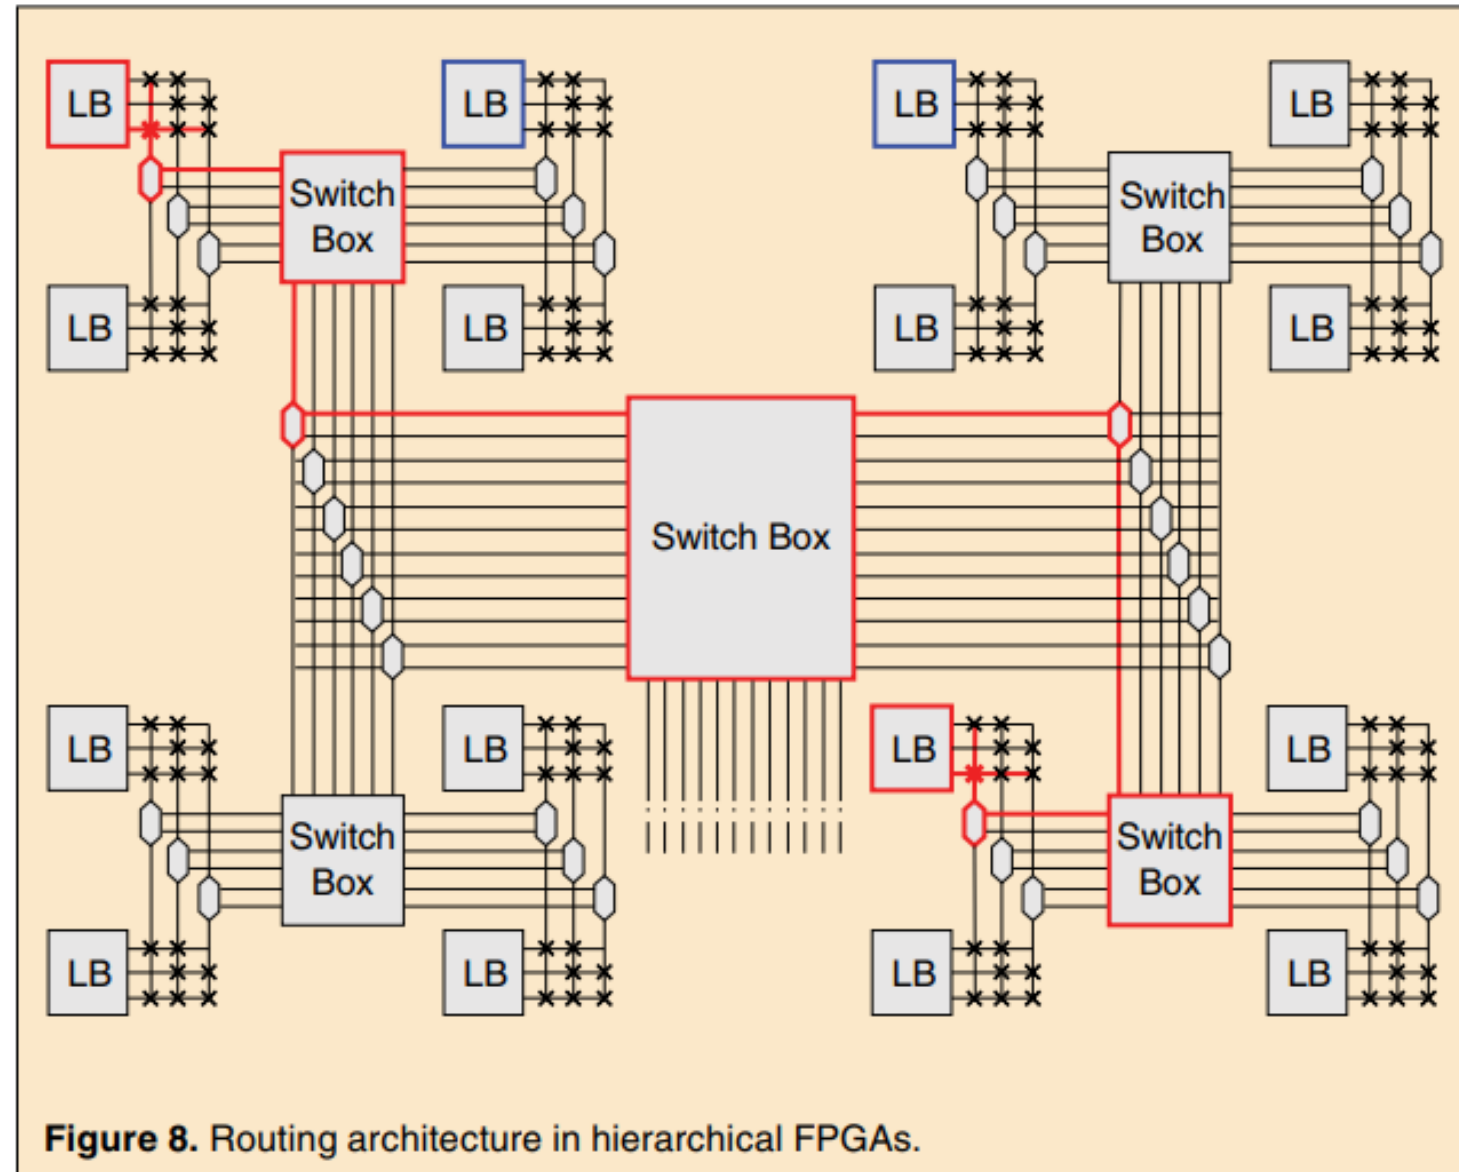 LB LB LB LB
Switch Box Switch Box
LB LB LB LB
Switch Box
LB LB LB LB
Switch Box Switch Box
LB LB LB LB
Figure 8. Routing architecture in hierarchical FPGAs.